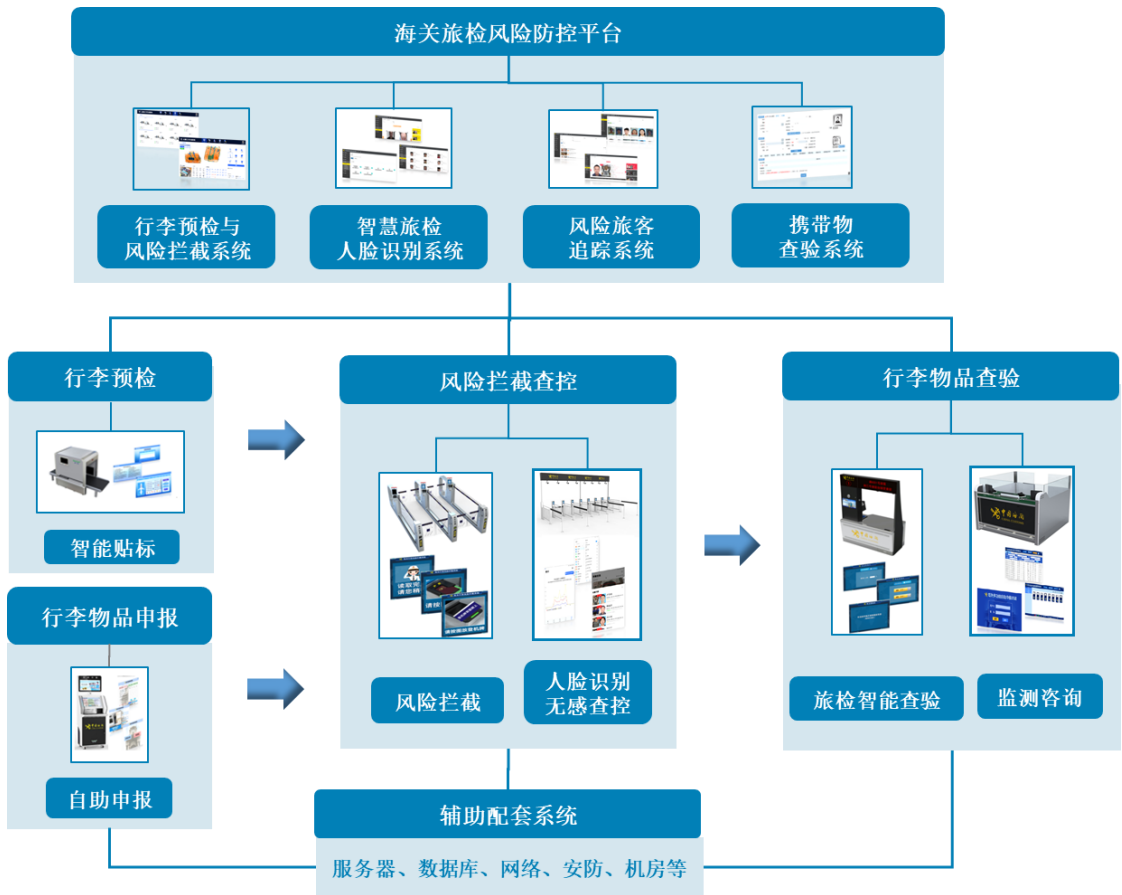 海关旅检风险防控平台
行李预检与
风险拦截系统
智慧旅检
人脸识别系统
风险旅客
追踪系统
携带物
查验系统
行李预检
智能贴标
行李物品申报
自助申报
风险拦截查控
风险拦截
人脸识别
无感查控
行李物品查验
中国海关
旅检智能查验
监测咨询
辅助配套系统
服务器、数据库、网络、安防、机房等